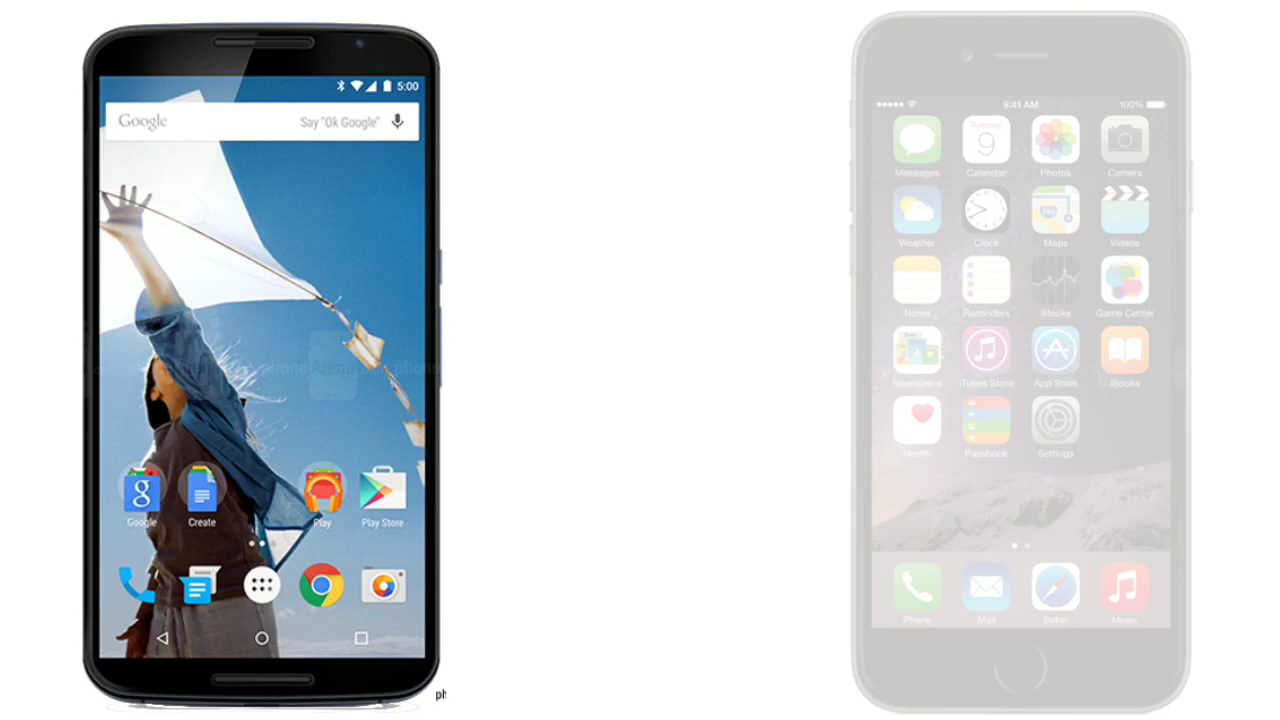 5:00
Google Say "Ok Google"
Google Create Play Play Store
ph
9:41 AM 100%
Tuesday
9
Messages Calendar Photos Camera
Weather Clock Maps Videos
Notes Reminders Stocks Game Center
Newsstand iTunes Store App Store iBooks
Health Passbook Settings
Phone Mail Safari Music